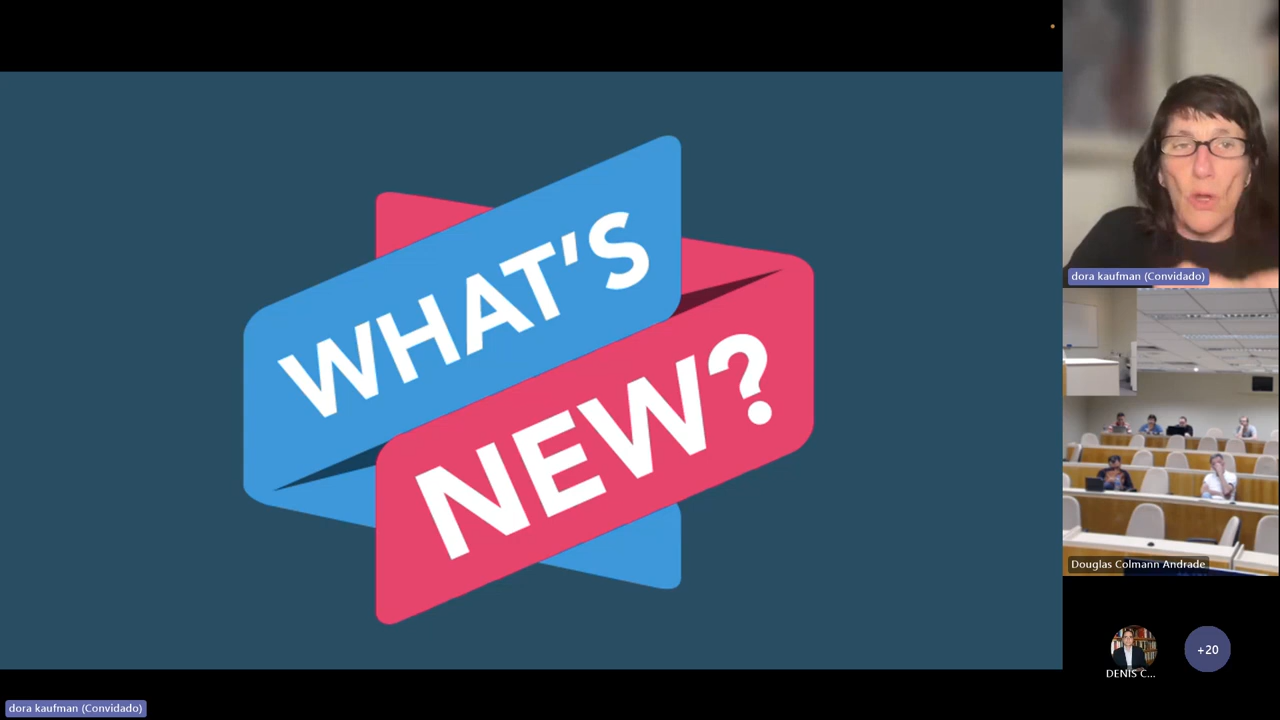 WHAT'S
NEW?
dora kaufman (Convidado)
Douglas Colmann Andrade
DENIS C...
+20
dora kaufman (Convidado)